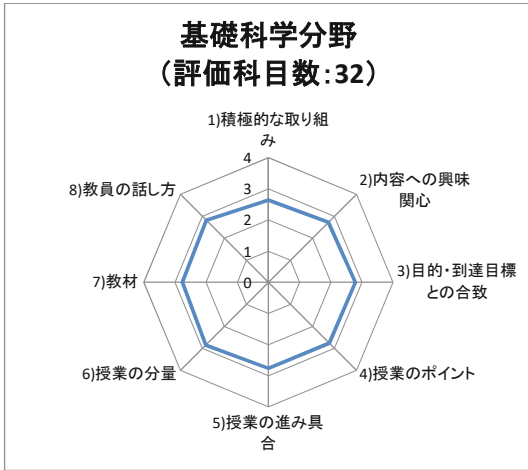 基礎科学分野
（評価科目数：32）
1)積極的な取り組
み
2)内容への興味
関心
3)目的・到達目標
との合致
4)授業のポイント
5)授業の進み具
合
6)授業の分量
7)教材
8)教員の話し方
4
3
2
1
0